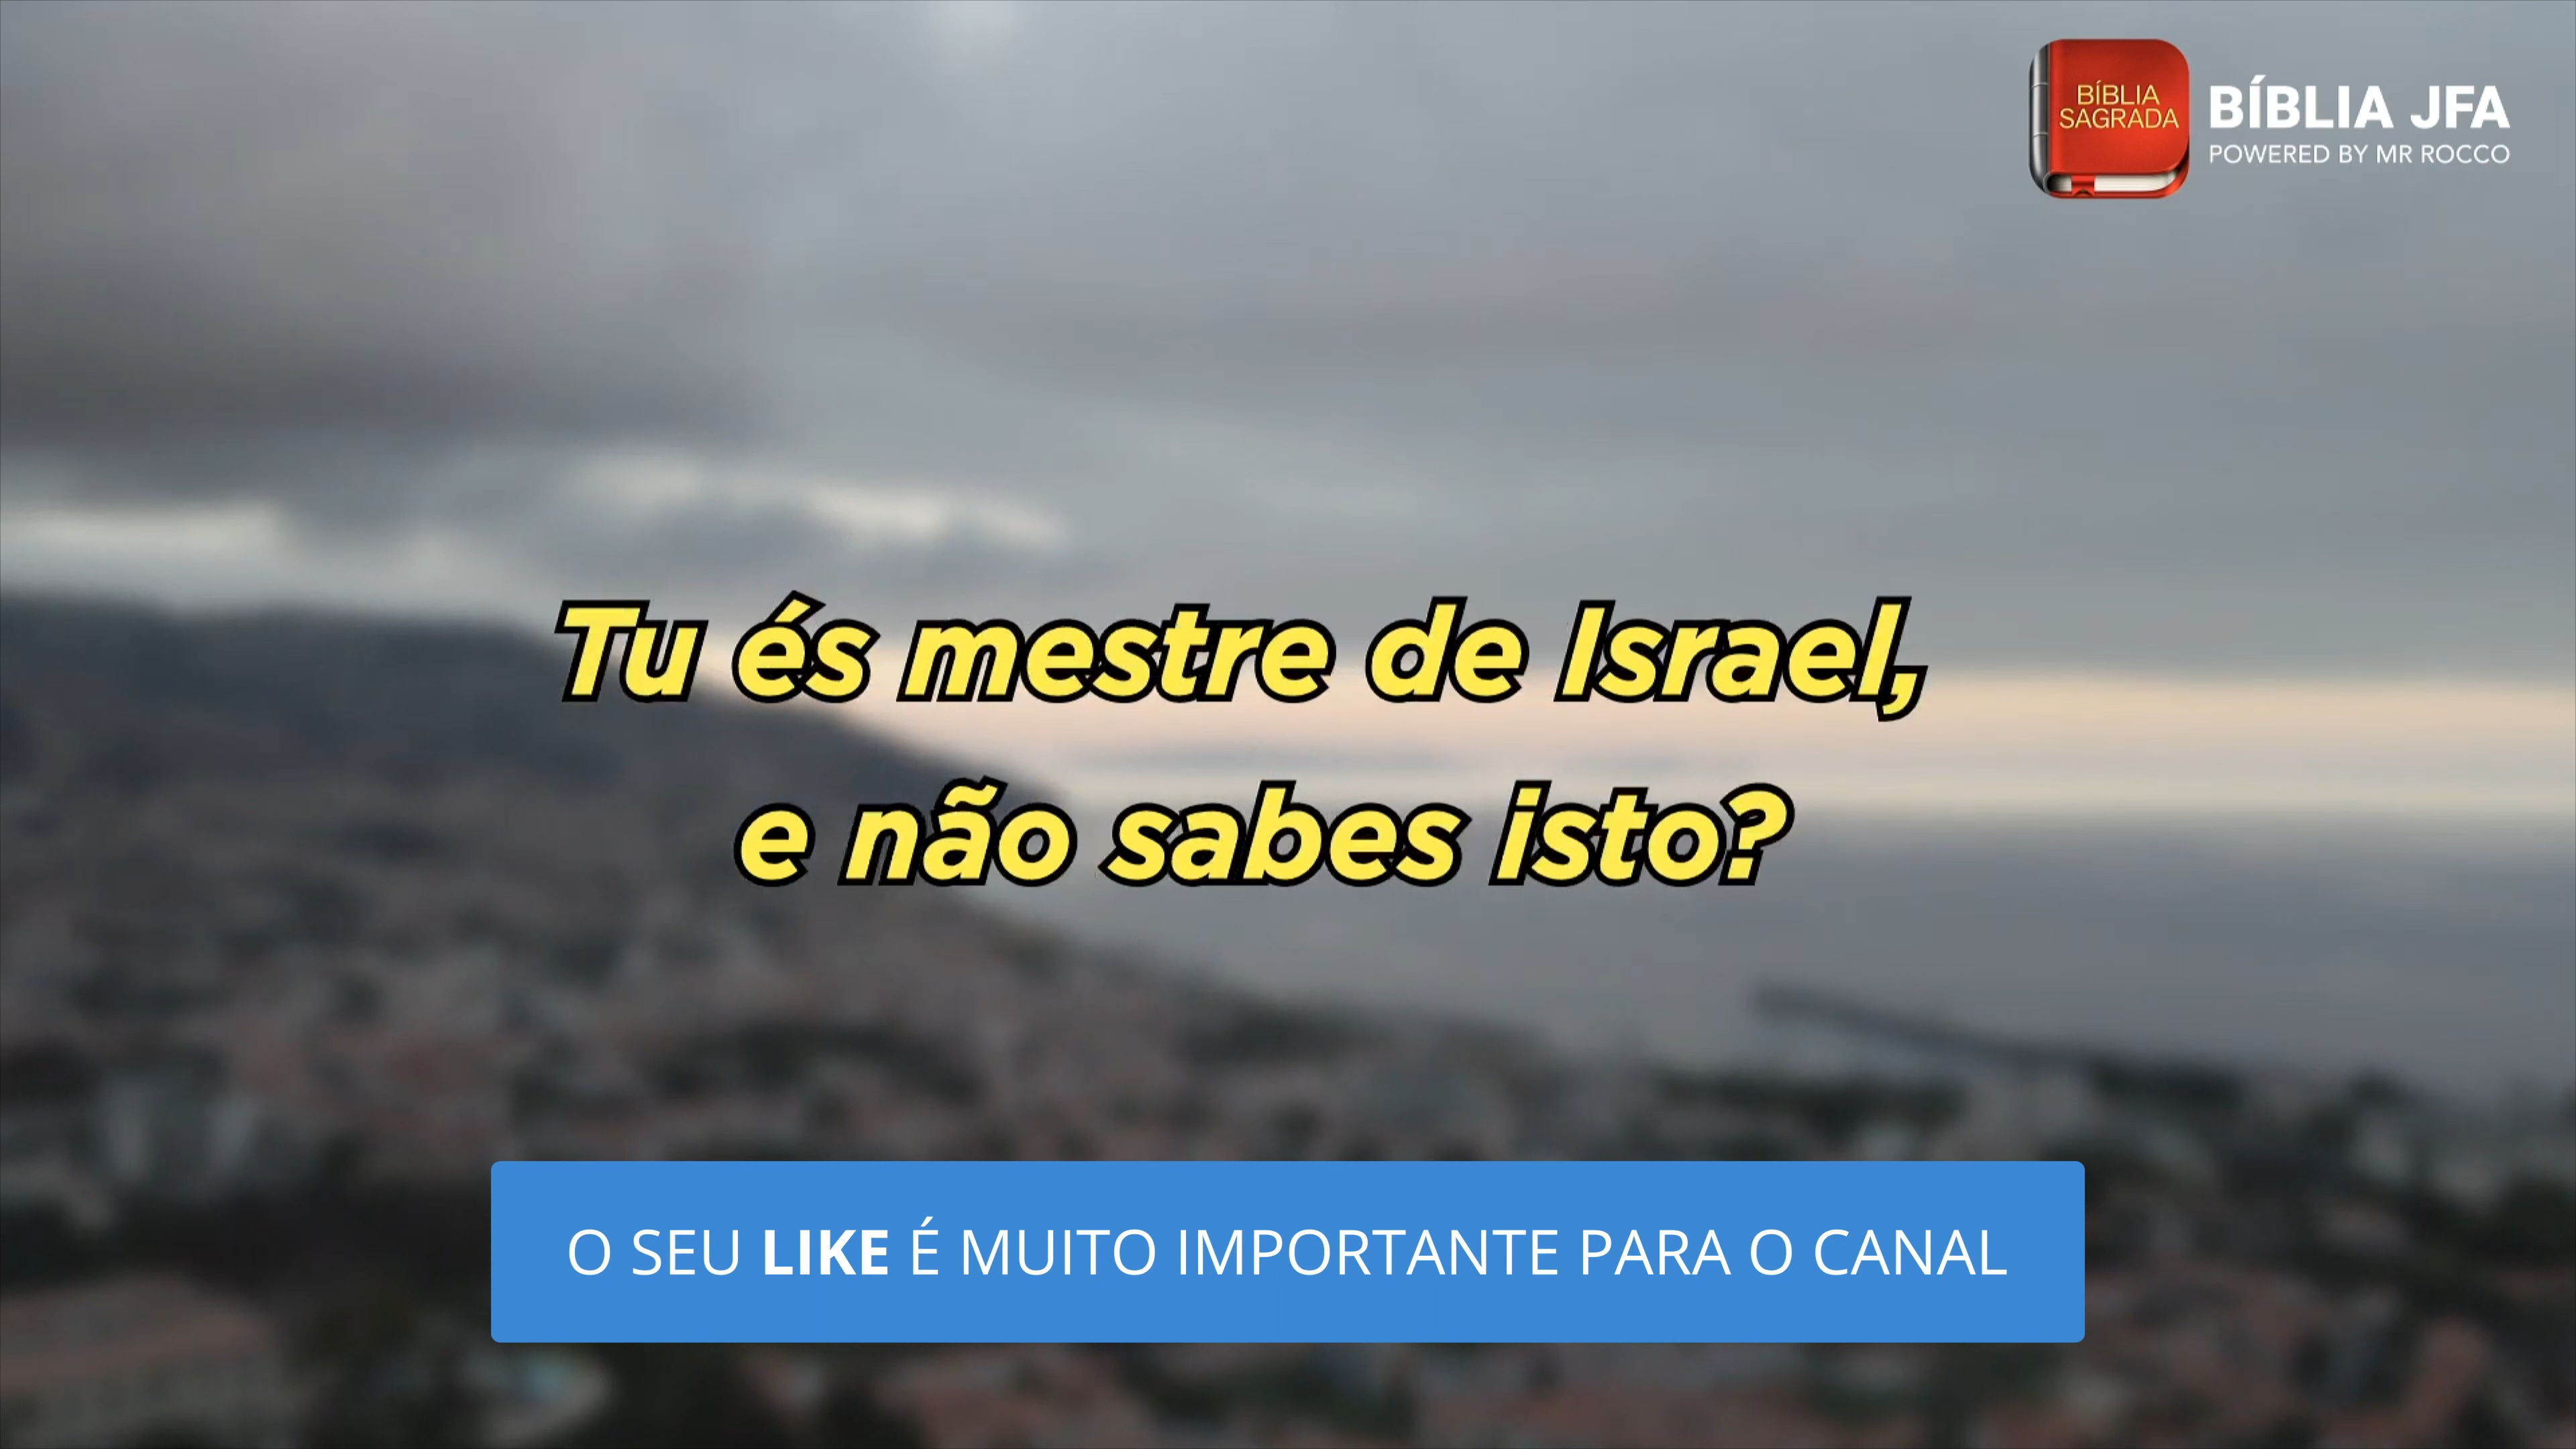 BÍBLIA
SAGRADA
BÍBLIA JFA
POWERED BY MR ROCCO
Tu és mestre de Israel,
e não sabes isto?
O SEU LIKE É MUITO IMPORTANTE PARA O CANAL